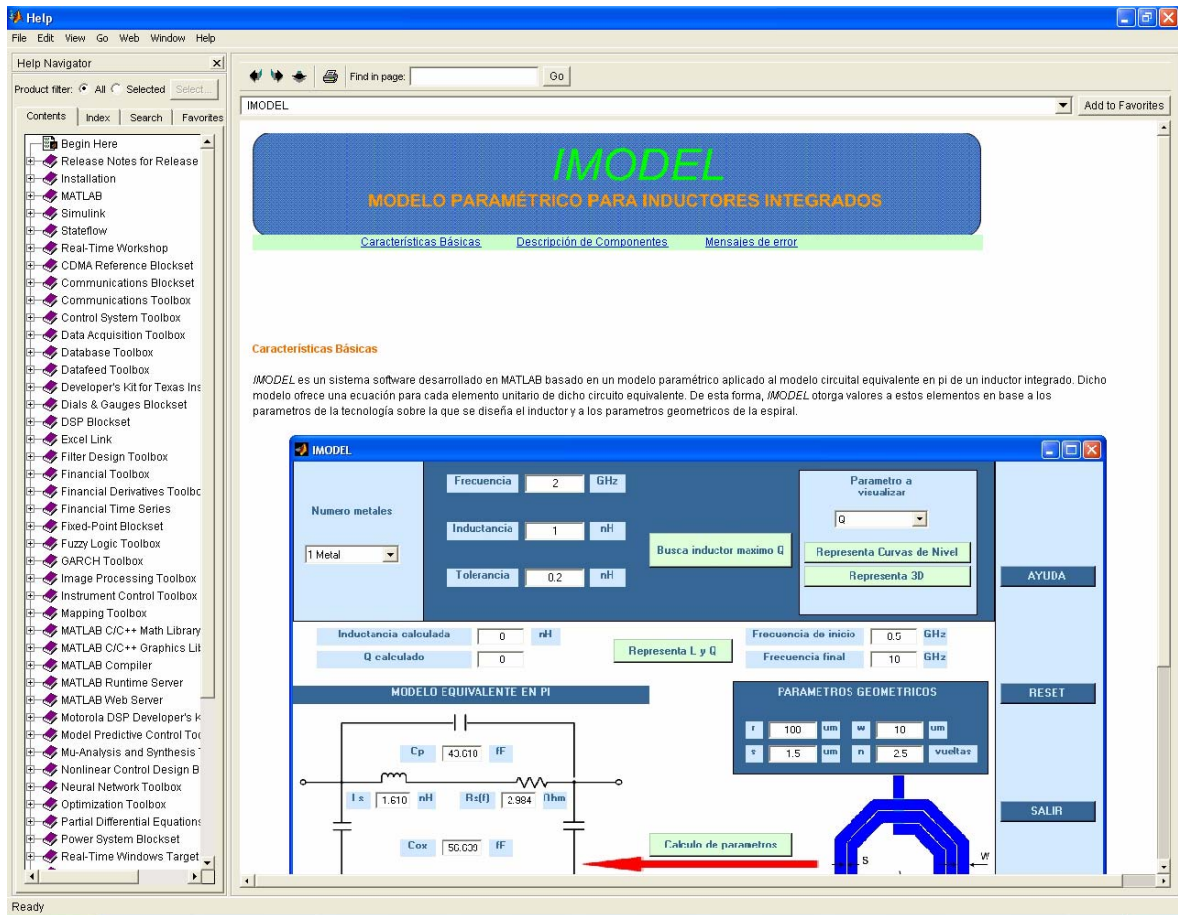 Help
File Edit View Go Web Window Help
Help Navigator
Product filter: All Selected Select...
Contents Index Search Favorites
Begin Here
Release Notes for Release
Installation
MATLAB
Simulink
Stateflow
Real-Time Workshop
CDMA Reference Blockset
Communications Blockset
Communications Toolbox
Control System Toolbox
Data Acquisition Toolbox
Database Toolbox
Datafeed Toolbox
Developer's Kit for Texas Ins
Dials & Gauges Blockset
DSP Blockset
Excel Link
Filter Design Toolbox
Financial Toolbox
Financial Derivatives Toolbo
Financial Time Series
Fixed-Point Blockset
Fuzzy Logic Toolbox
GARCH Toolbox
Image Processing Toolbox
Instrument Control Toolbox
Mapping Toolbox
MATLAB C/C++ Math Library
MATLAB C/C++ Graphics Lib
MATLAB Compiler
MATLAB Runtime Server
MATLAB Web Server
Motorola DSP Developer's K
Model Predictive Control Too
Mu-Analysis and Synthesis T
Nonlinear Control Design B
Neural Network Toolbox
Optimization Toolbox
Partial Differential Equations
Power System Blockset
Real-Time Windows Target
Find in page: Go
IMODEL Add to Favorites
IMODEL
MODELO PARAMÉTRICO PARA INDUCTORES INTEGRADOS
Características Básicas Descripción de Componentes Mensajes de error
Características Básicas
IMODEL es un sistema software desarrollado en MATLAB basado en un modelo paramétrico aplicado al modelo circuital equivalente en pi de un inductor integrado. Dicho
modelo ofrece una ecuación para cada elemento unitario de dicho circuito equivalente. De esta forma, IMODEL otorga valores a estos elementos en base a los
parametros de la tecnología sobre la que se diseña el inductor y a los parametros geometricos de la espiral.
IMODEL
Numero metales
1 Metal
Frecuencia 2 GHz
Inductancia 1 nH
Tolerancia 0.2 nH
Busca inductor maximo Q
Parametro a
visualizar
Q
Representa Curvas de Nivel
Representa 3D
AYUDA
Inductancia calculada 0 nH
Q calculado 0
Representa L y Q
Frecuencia de inicio 0.5 GHz
Frecuencia final 10 GHz
MODELO EQUIVALENTE EN PI
PARAMETROS GEOMETRICOS
RESET
r 100 um w 10 um
s 1.5 um n 2.5 vueltas
Cp 43.610 fF
Ls 1.610 nH Rs(f) 2.984 Ohm
SALIR
Cox fF
Calculo de parametros
S
W
Ready